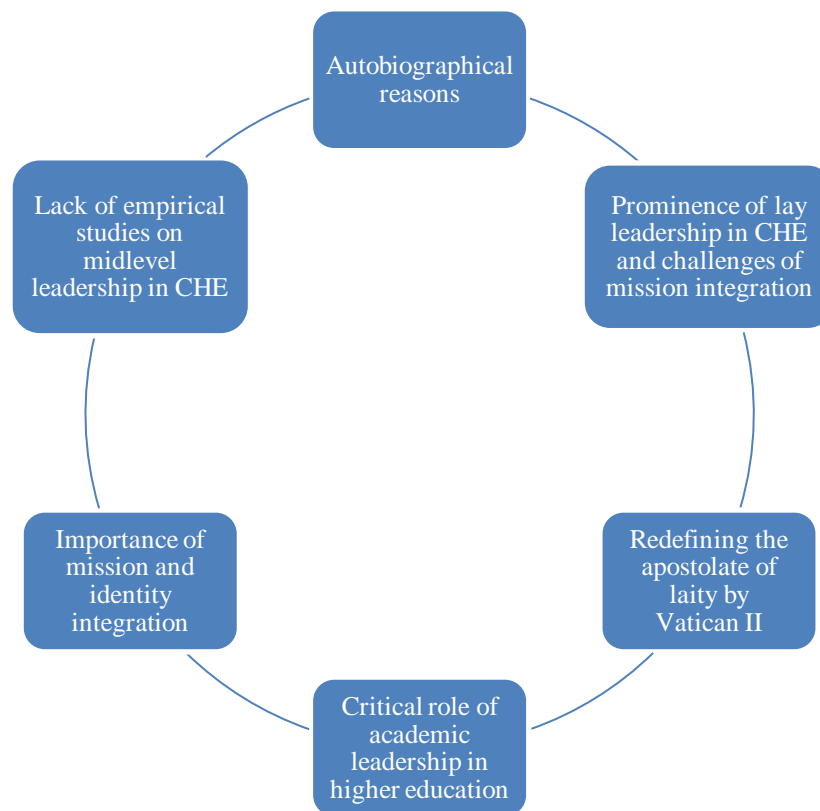 Autobiographical
reasons
Prominence of lay
leadership in CHE
and challenges of
mission integration
Redefining the
apostolate of
laity by
Vatican II
Critical role of
academic
leadership in
higher education
Importance of
mission and
identity
integration
Lack of empirical
studies on
midlevel
leadership in CHE